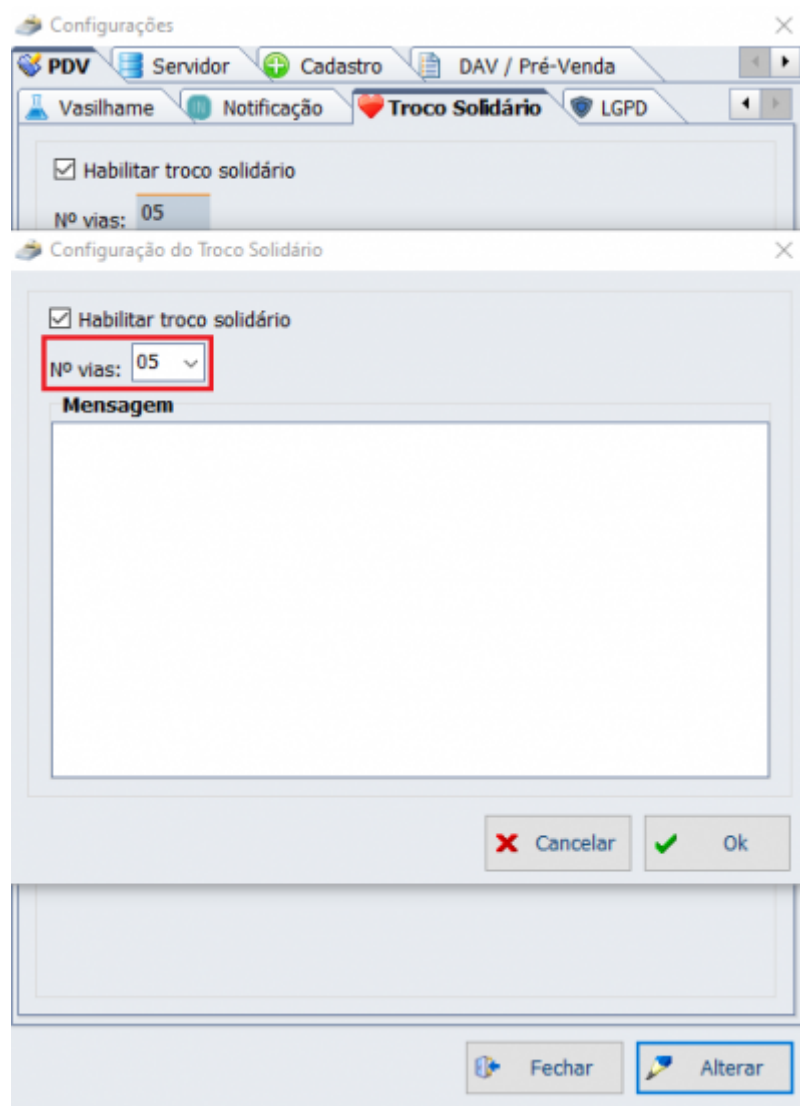 Configurações
PDV Servidor Cadastro DAV / Pré-Venda
Vasilhame Notificação Troco Solidário LGPD
Habilitar troco solidário
Nº vias: 05
Configuração do Troco Solidário
Habilitar troco solidário
Nº vias: 05
Mensagem
Cancelar Ok
Fechar Alterar